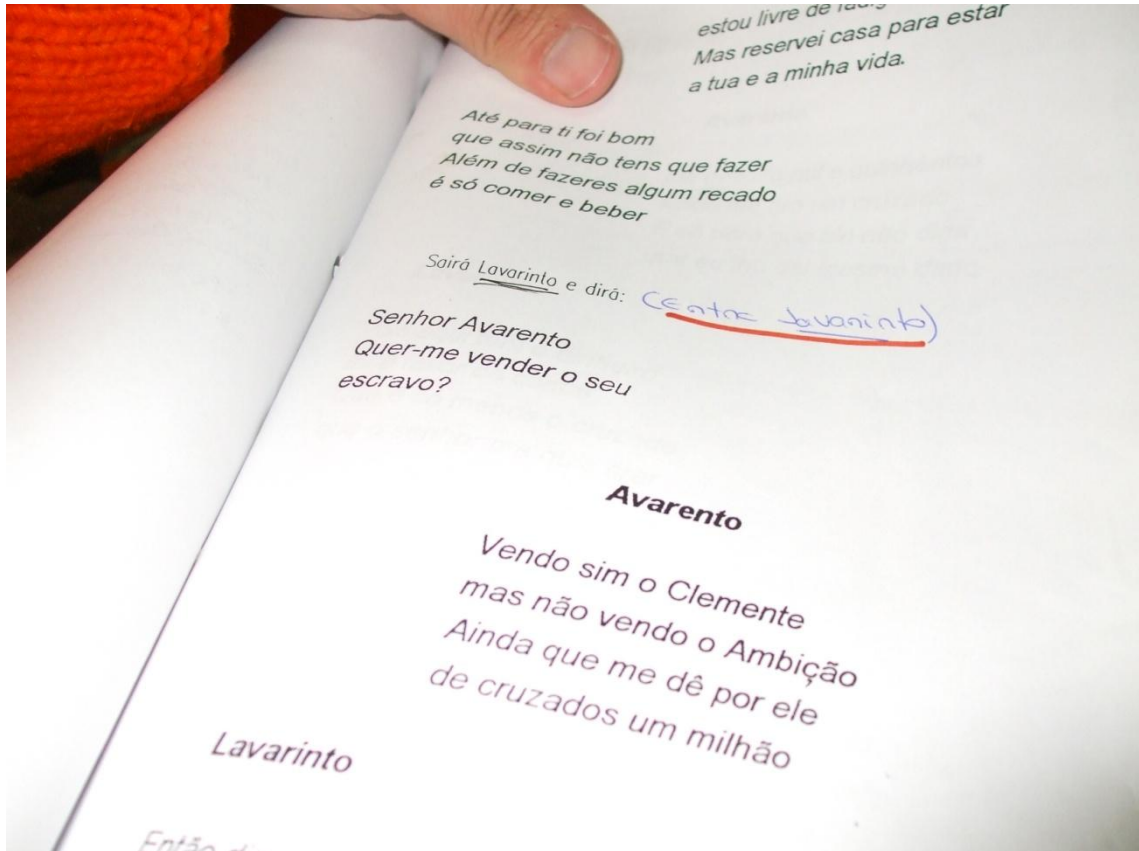 estou livre de
Mas reservei casa para estar
a tua e a minha vida.
Até para ti foi bom
que assim não tens que fazer
Além de fazeres algum recado
é só comer e beber
Sairá Lavarinto e dirá: (Entre Lavarinto)
Senhor Avarento
Quer-me vender o seu
escravo?
Avarento
Vendo sim o Clemente
mas não vendo o Ambição
Ainda que me dê por ele
de cruzados um milhão
Lavarinto
Então